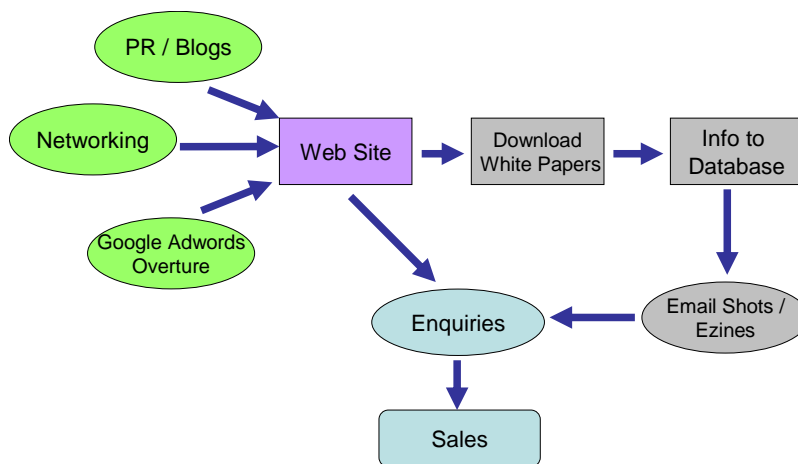 PR / Blogs
Networking
Google Adwords
Overture
Web Site
Download
White Papers
Info to
Database
Email Shots /
Ezines
Enquiries
Sales